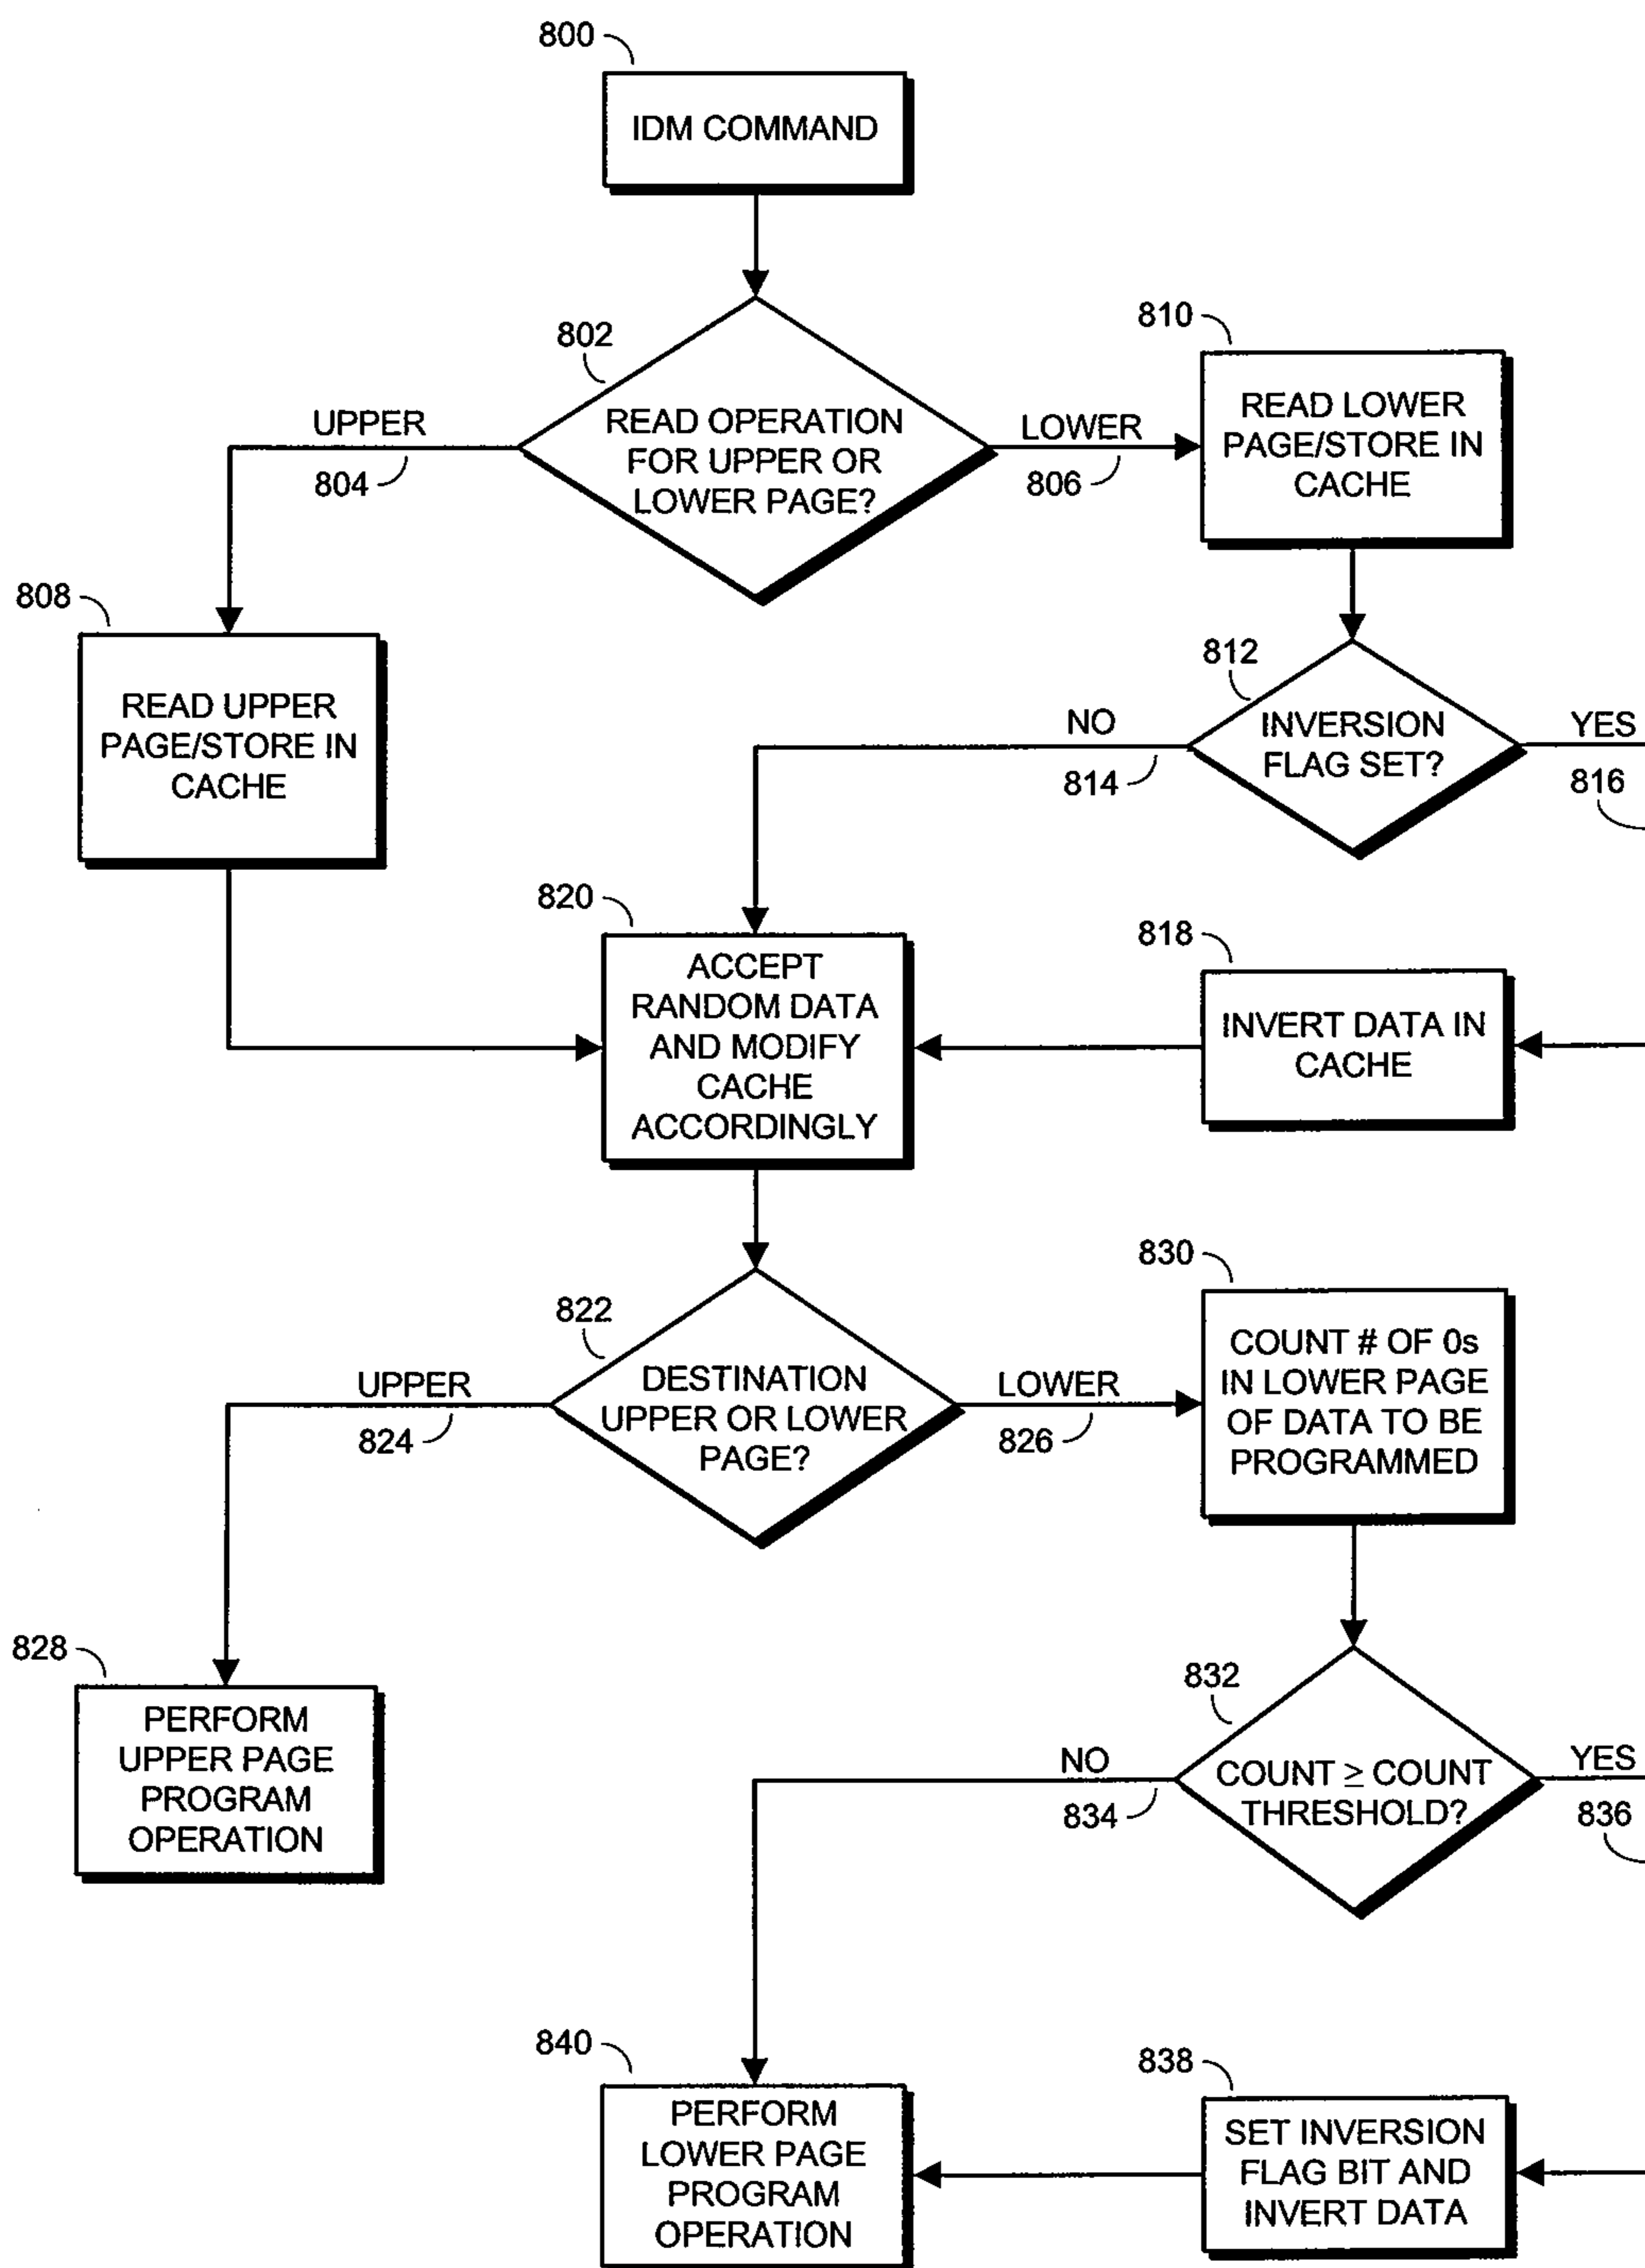 800
IDM COMMAND
802
READ OPERATION
FOR UPPER OR
LOWER PAGE?
UPPER
804
LOWER
806
810
READ LOWER
PAGE/STORE IN
CACHE
808
READ UPPER
PAGE/STORE IN
CACHE
812
INVERSION
FLAG SET?
NO
814
YES
816
820
ACCEPT
RANDOM DATA
AND MODIFY
CACHE
ACCORDINGLY
818
INVERT DATA IN
CACHE
822
DESTINATION
UPPER OR LOWER
PAGE?
UPPER
824
LOWER
826
830
COUNT # OF 0s
IN LOWER PAGE
OF DATA TO BE
PROGRAMMED
828
PERFORM
UPPER PAGE
PROGRAM
OPERATION
832
COUNT ≥ COUNT
THRESHOLD?
NO
834
YES
836
840
PERFORM
LOWER PAGE
PROGRAM
OPERATION
838
SET INVERSION
FLAG BIT AND
INVERT DATA